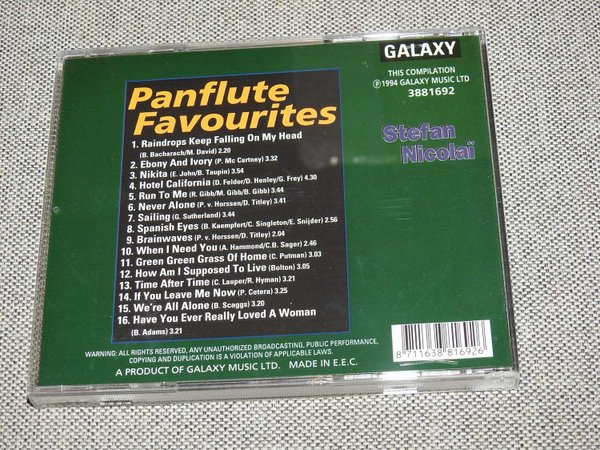 GALAXY
THIS COMPILATION
℗1994 GALAXY MUSIC LTD
3881692
Panflute
Favourites
Stefan
Nicolaï
1. Raindrops Keep Falling On My Head
(B. Bacharach/M. David) 2.20
2. Ebony And Ivory (P. Mc Cartney) 3.32
3. Nikita (E. John/B. Taupin) 3.54
4. Hotel California (D. Felder/D. Henley/G. Frey) 4.30
5. Run To Me (R. Gibb/M. Gibb/B. Gibb) 3.44
6. Never Alone (P. v. Horssen/D. Titley) 3.41
7. Sailing (G. Sutherland) 3.44
8. Spanish Eyes (B. Kaempfert/C. Singleton/E. Snijder) 2.56
9. Brainwaves (P. v. Horssen/D. Titley) 2.04
10. When I Need You (A. Hammond/C.B. Sager) 2.46
11. Green Green Grass Of Home (C. Putman) 3.03
12. How Am I Supposed To Live (Bolton) 3.05
13. Time After Time (C. Lauper/R. Hyman) 3.21
14. If You Leave Me Now (P. Cetera) 3.25
15. We're All Alone (B. Scaggs) 3.20
16. Have You Ever Really Loved A Woman
(B. Adams) 3.21
WARNING: ALL RIGHTS RESERVED, ANY UNAUTHORIZED BROADCASTING, PUBLIC PERFORMANCE,
COPYING AND DUPLICATION IS A VIOLATION OF APPLICABLE LAWS.
A PRODUCT OF GALAXY MUSIC LTD. MADE IN E.E.C.
8 711638 816926